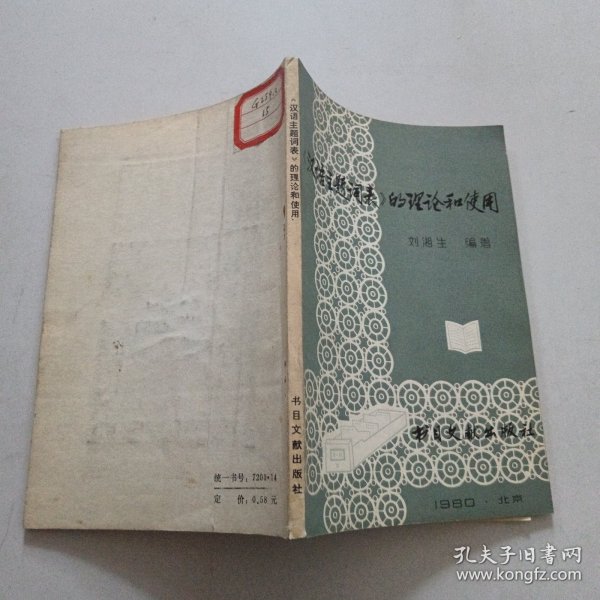 G254.2
15
《汉语主题词表》的理论和使用
书目文献出版社
统一书号：7201·14
定 价：0.58元
《汉语主题词表》的理论和使用
刘湘生 编著
书目文献出版社
1980·北京
孔夫子旧书网
www.kongfz.com